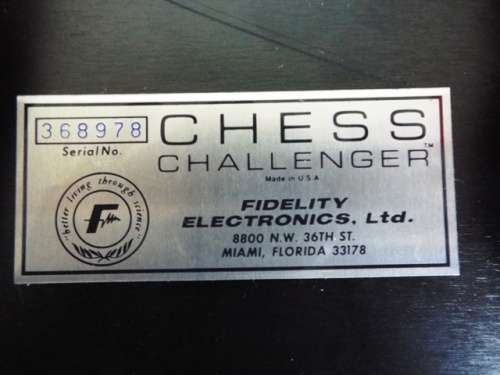 368978
Serial No.
CHESS
CHALLENGER™
Made in U.S.A
FIDELITY
ELECTRONICS, Ltd.
8800 N.W. 36TH ST.
MIAMI, FLORIDA 33178
"better living through science"
F